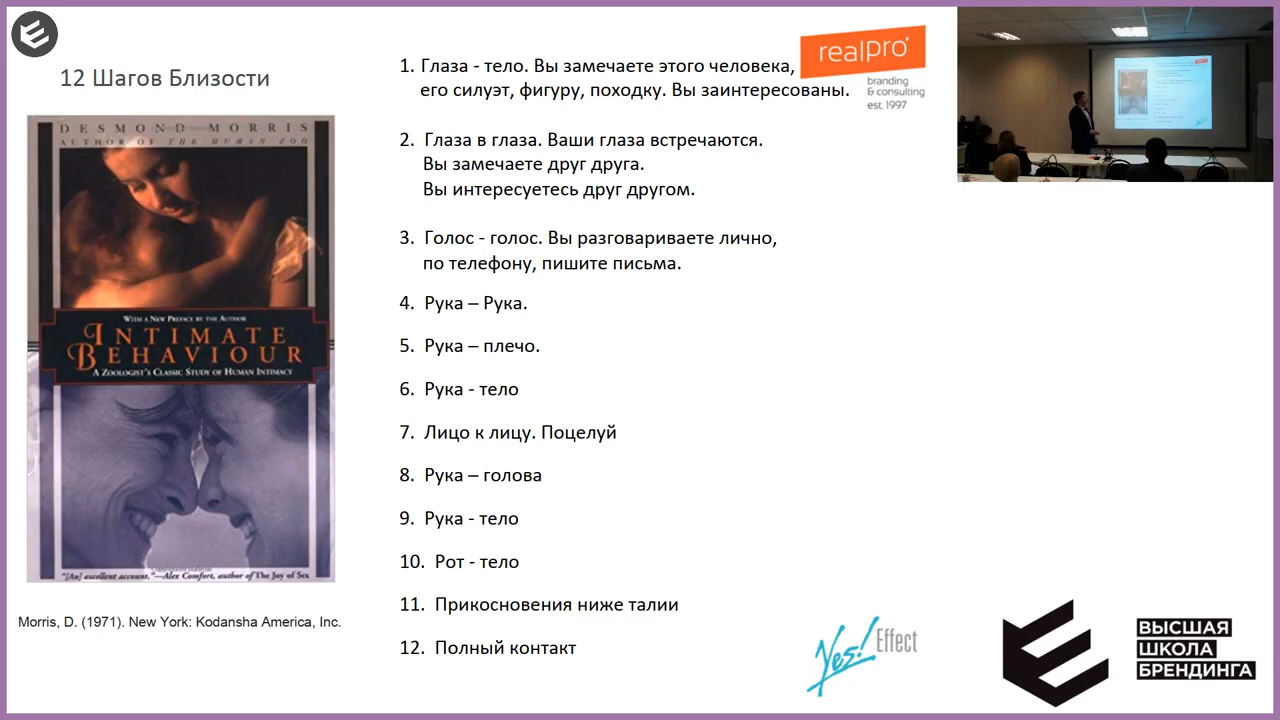 12 Шагов Близости
DESMOND MORRIS
AUTHOR OF THE HUMAN ZOO
WITH A NEW PREFACE BY THE AUTHOR
INTIMATE
BEHAVIOUR
A ZOOLOGIST'S CLASSIC STUDY OF HUMAN INTIMACY
"[An] excellent account."—Alex Comfort, author of The Joy of Sex
Morris, D. (1971). New York: Kodansha America, Inc.
1. Глаза - тело. Вы замечаете этого человека,
его силуэт, фигуру, походку. Вы заинтересованы.
2. Глаза в глаза. Ваши глаза встречаются.
Вы замечаете друг друга.
Вы интересуетесь друг другом.
3. Голос - голос. Вы разговариваете лично,
по телефону, пишите письма.
4. Рука – Рука.
5. Рука – плечо.
6. Рука - тело
7. Лицо к лицу. Поцелуй
8. Рука – голова
9. Рука - тело
10. Рот - тело
11. Прикосновения ниже талии
12. Полный контакт
realpro
branding
& consulting
est. 1997
Yes! Effect
ВЫСШАЯ
ШКОЛА
БРЕНДИНГА